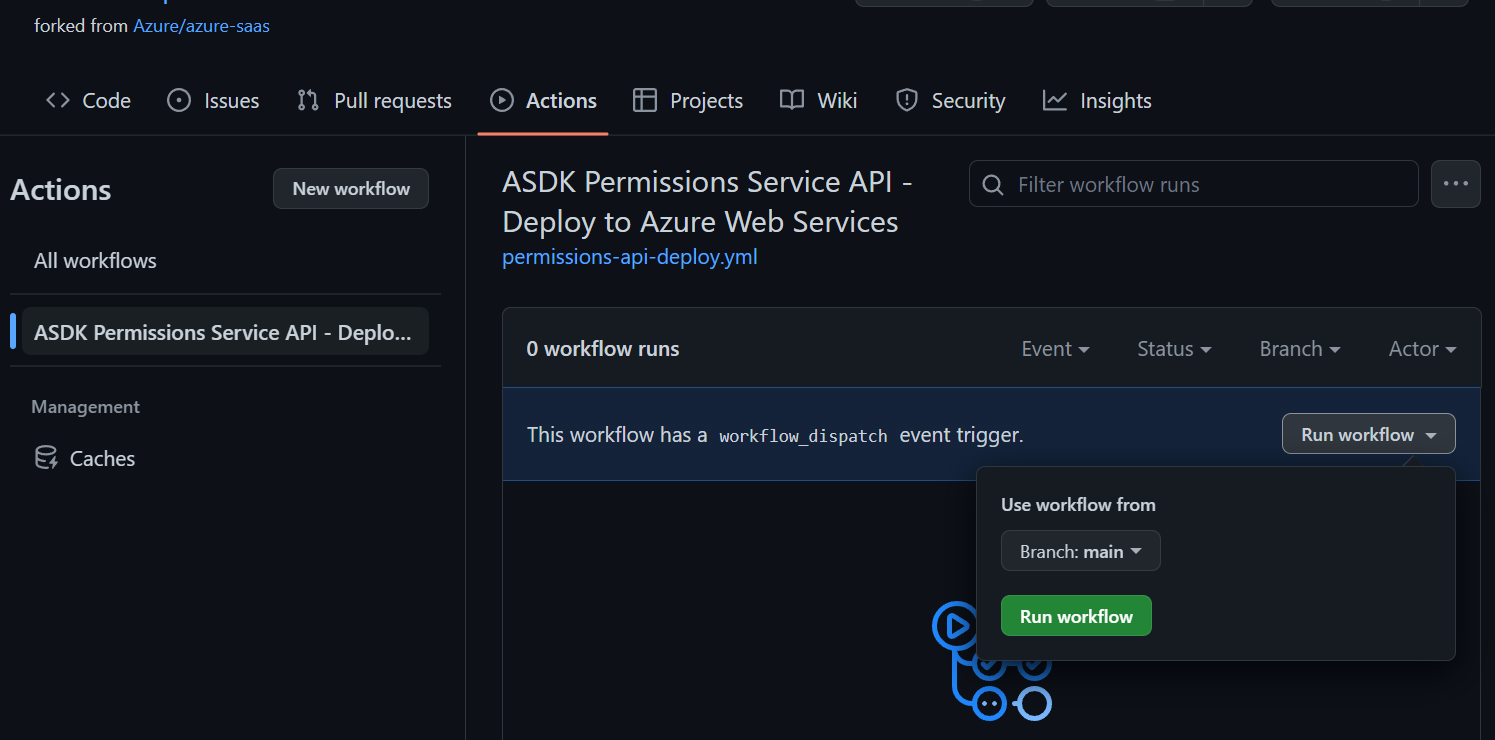 forked from Azure/azure-saas
Code
Issues
Pull requests
Actions
Projects
Wiki
Security
Insights
Actions
New workflow
All workflows
ASDK Permissions Service API - Deplo...
Management
Caches
ASDK Permissions Service API -
Deploy to Azure Web Services
permissions-api-deploy.yml
Filter workflow runs
0 workflow runs
Event
Status
Branch
Actor
This workflow has a workflow_dispatch event trigger.
Run workflow
Use workflow from
Branch: main
Run workflow